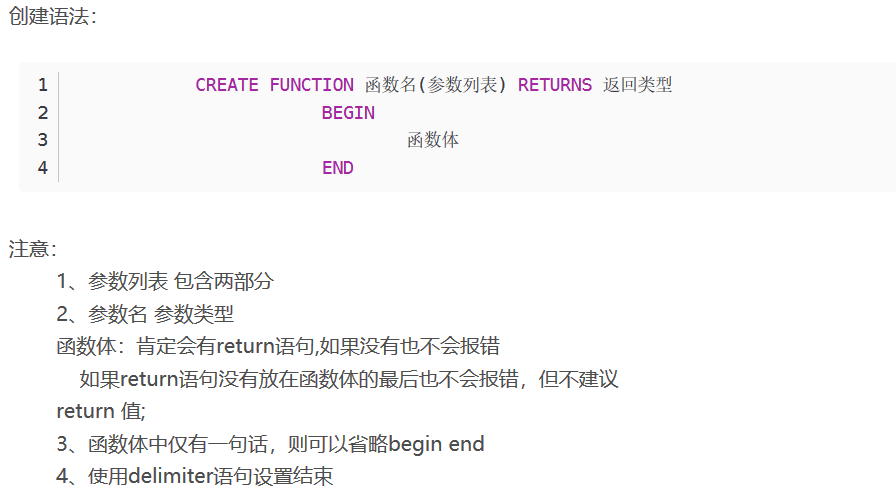 创建语法：
1 CREATE FUNCTION 函数名(参数列表) RETURNS 返回类型
2 BEGIN
3 函数体
4 END
注意：
1、参数列表 包含两部分
2、参数名 参数类型
函数体：肯定会有return语句,如果没有也不会报错
如果return语句没有放在函数体的最后也不会报错，但不建议
return 值;
3、函数体中仅有一句话，则可以省略begin end
4、使用delimiter语句设置结束